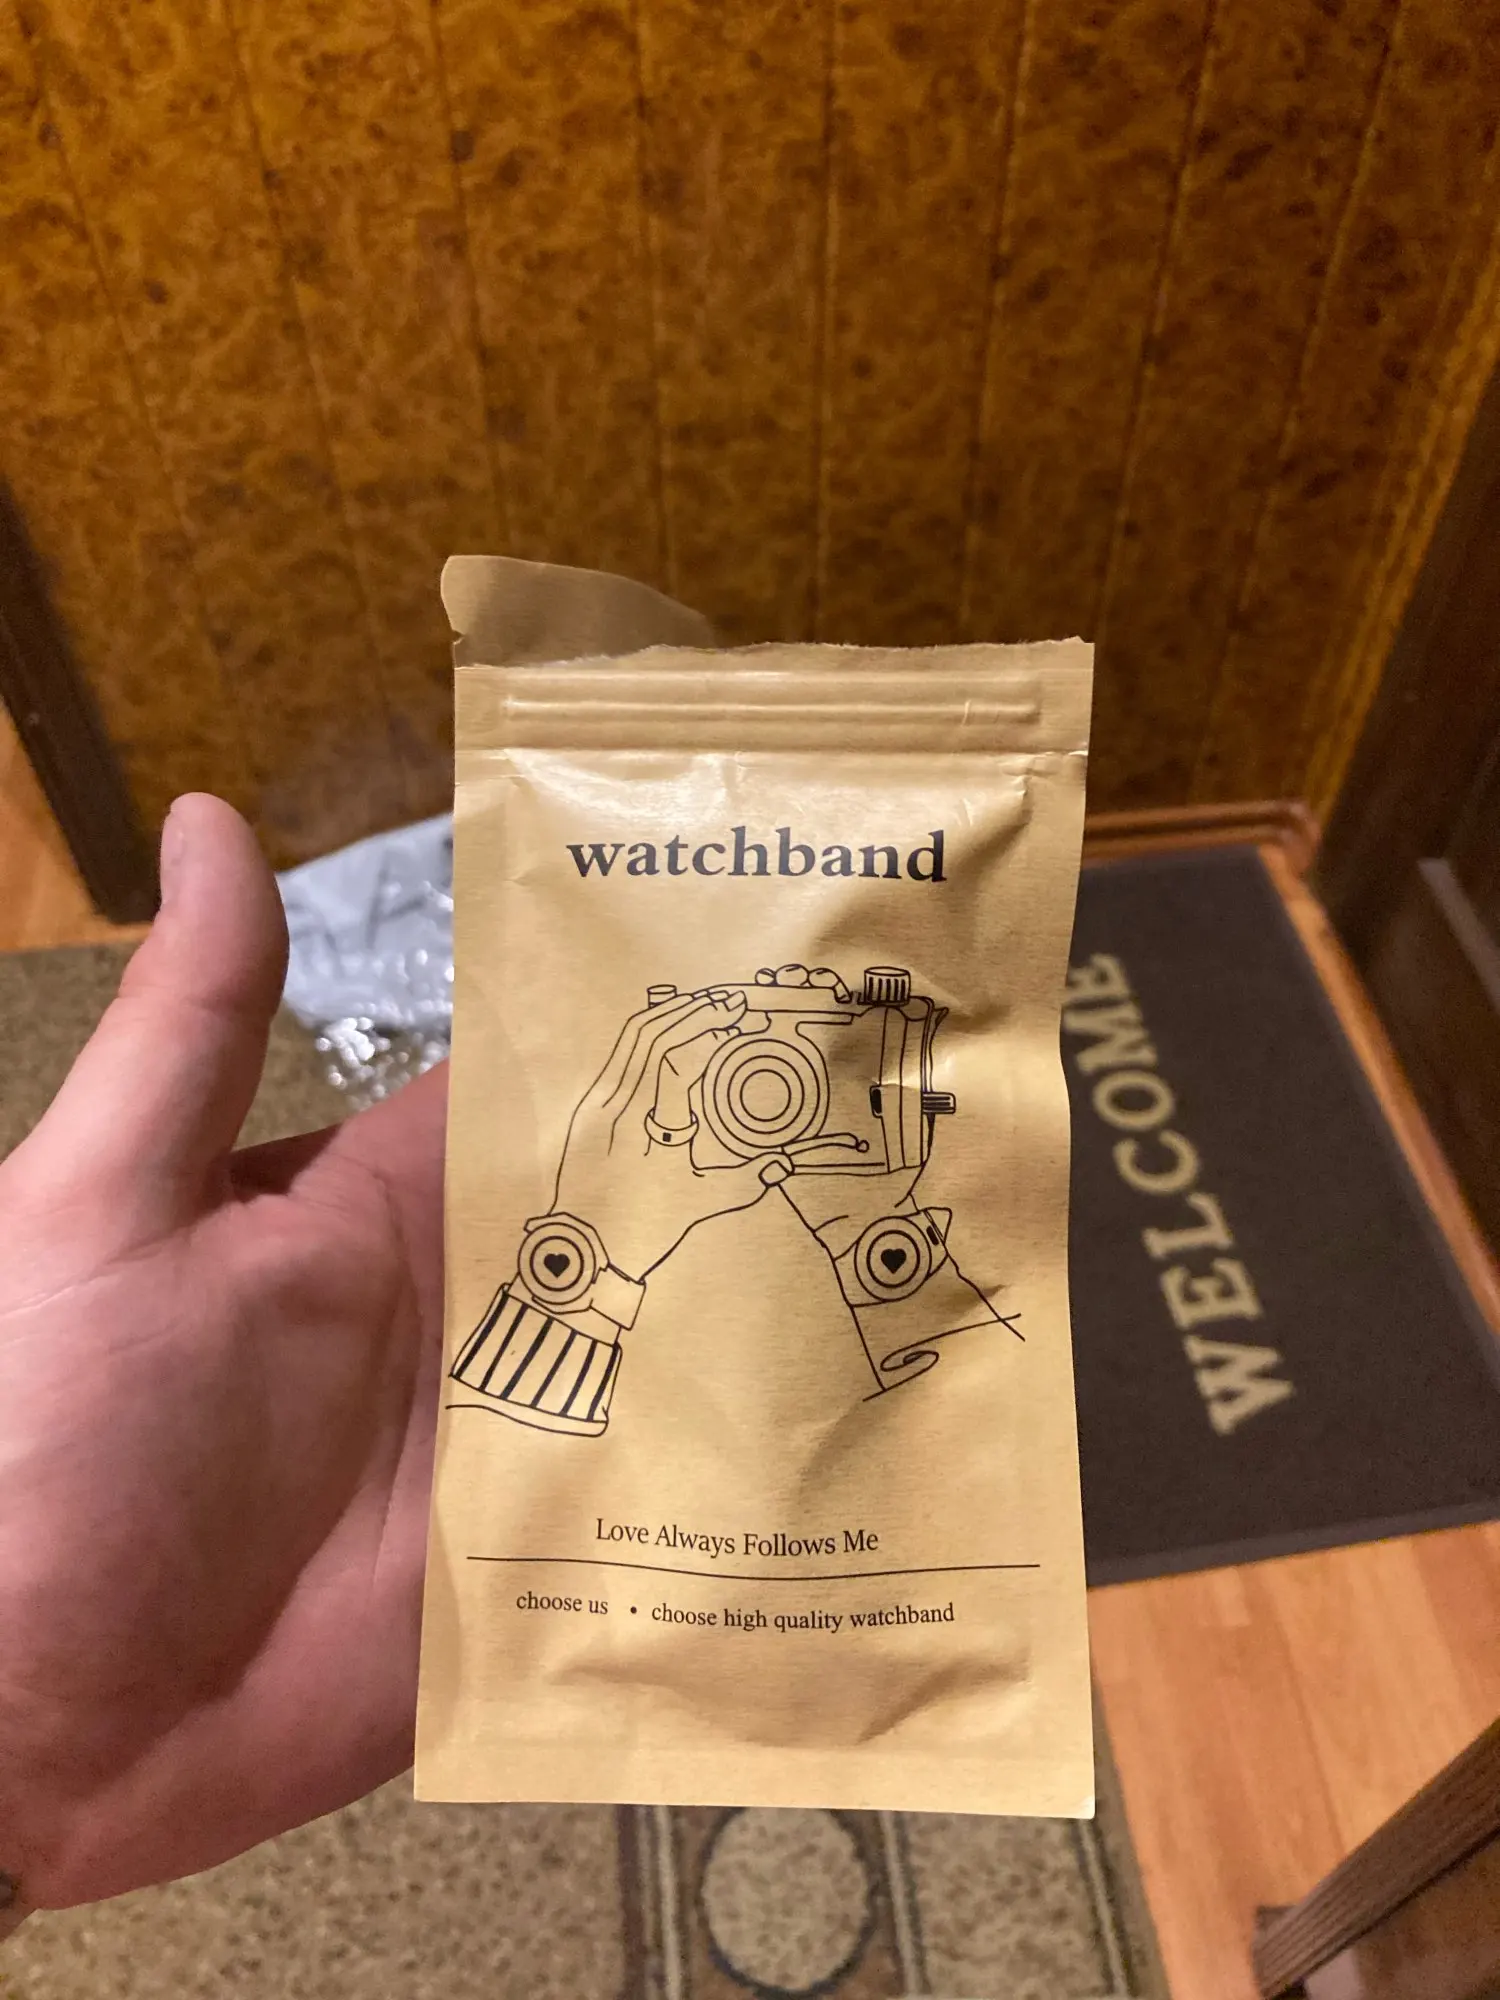 watchband
Love Always Follows Me
choose us • choose high quality watchband
WELCOME